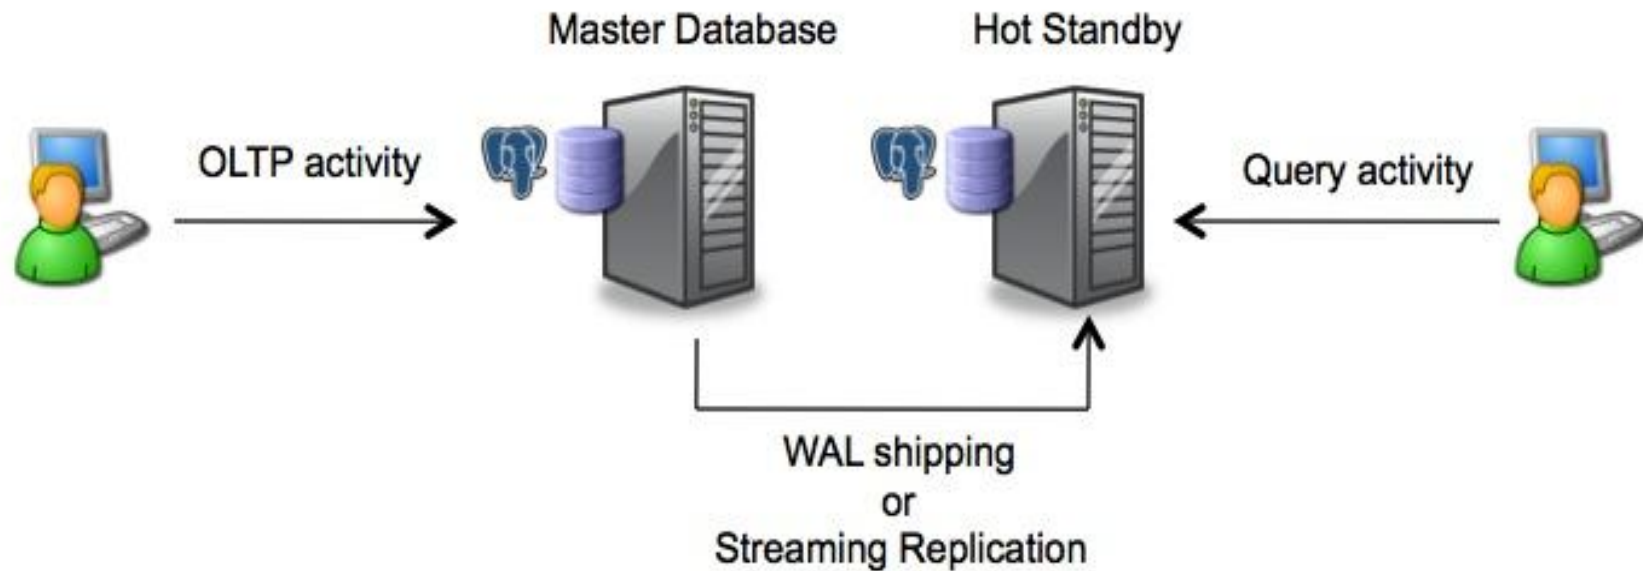 Master Database
Hot Standby
OLTP activity
Query activity
WAL shipping
or
Streaming Replication